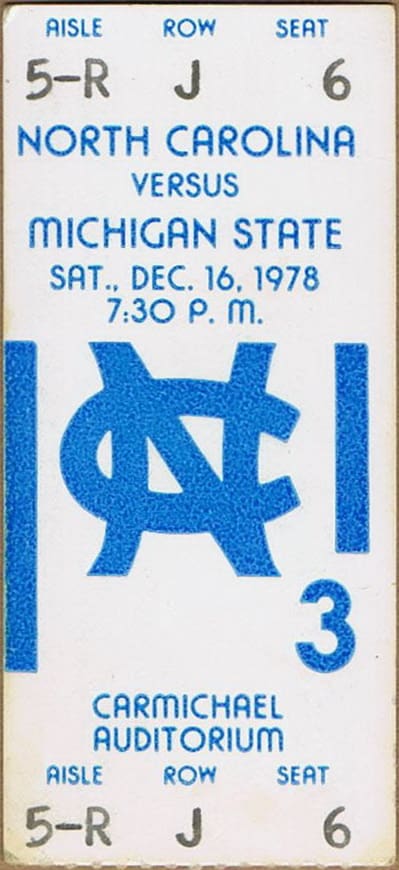 AISLE ROW SEAT
5-R J 6
NORTH CAROLINA
VERSUS
MICHIGAN STATE
SAT., DEC. 16, 1978
7:30 P. M.
NC
3
CARMICHAEL
AUDITORIUM
AISLE ROW SEAT
5-R J 6